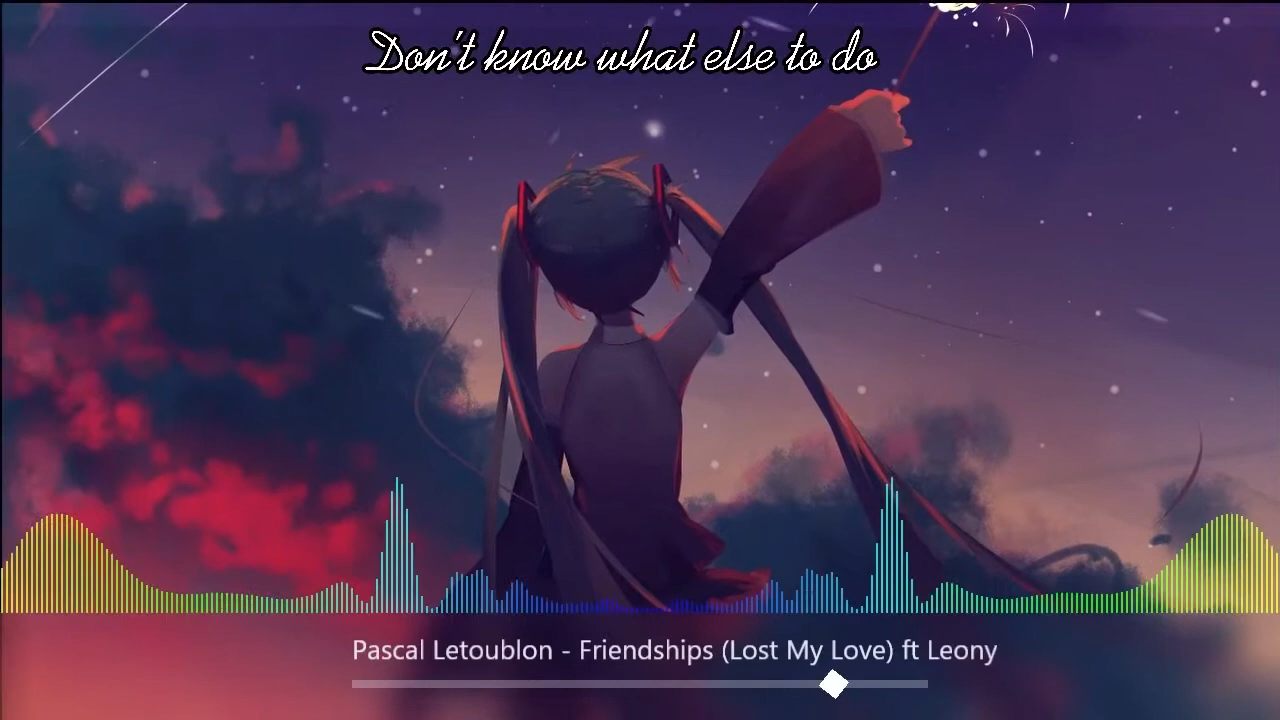 Don't know what else to do
Pascal Letoublon - Friendships (Lost My Love) ft Leony